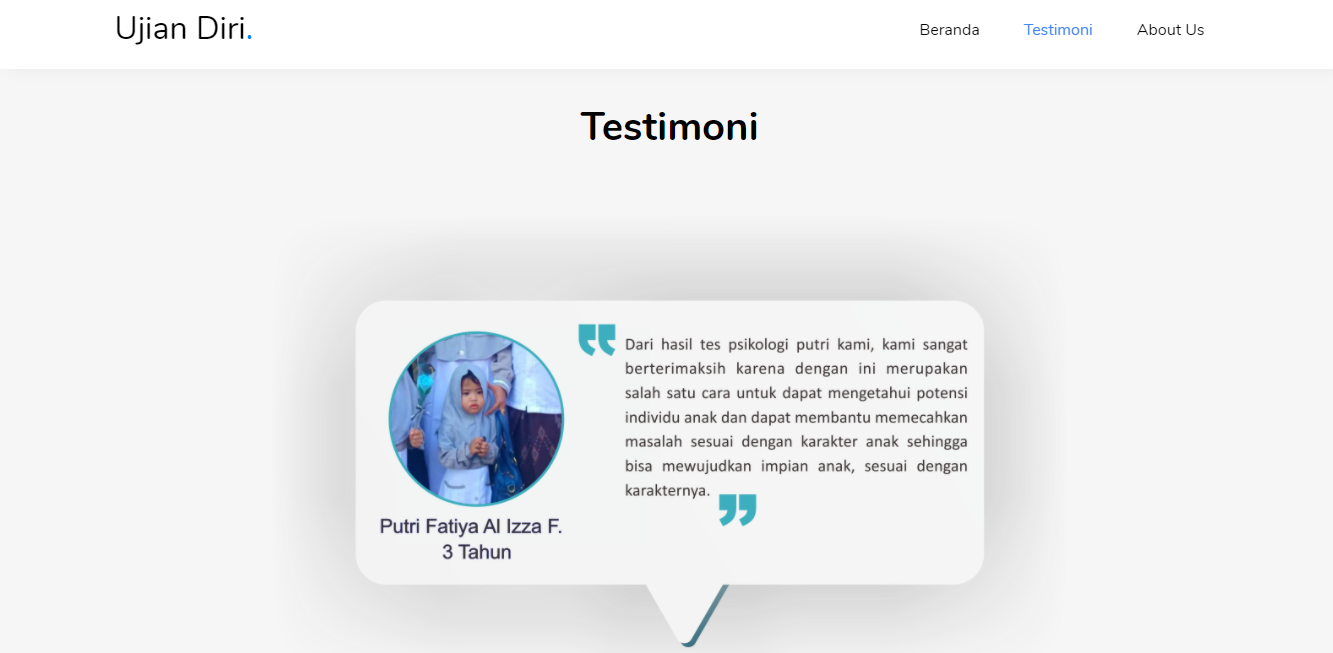 Ujian Diri.
Beranda Testimoni About Us
Testimoni
Dari hasil tes psikologi putri kami, kami sangat
berterimaksih karena dengan ini merupakan
salah satu cara untuk dapat mengetahui potensi
individu anak dan dapat membantu memecahkan
masalah sesuai dengan karakter anak sehingga
bisa mewujudkan impian anak, sesuai dengan
karakternya.
Putri Fatiya Al Izza F.
3 Tahun